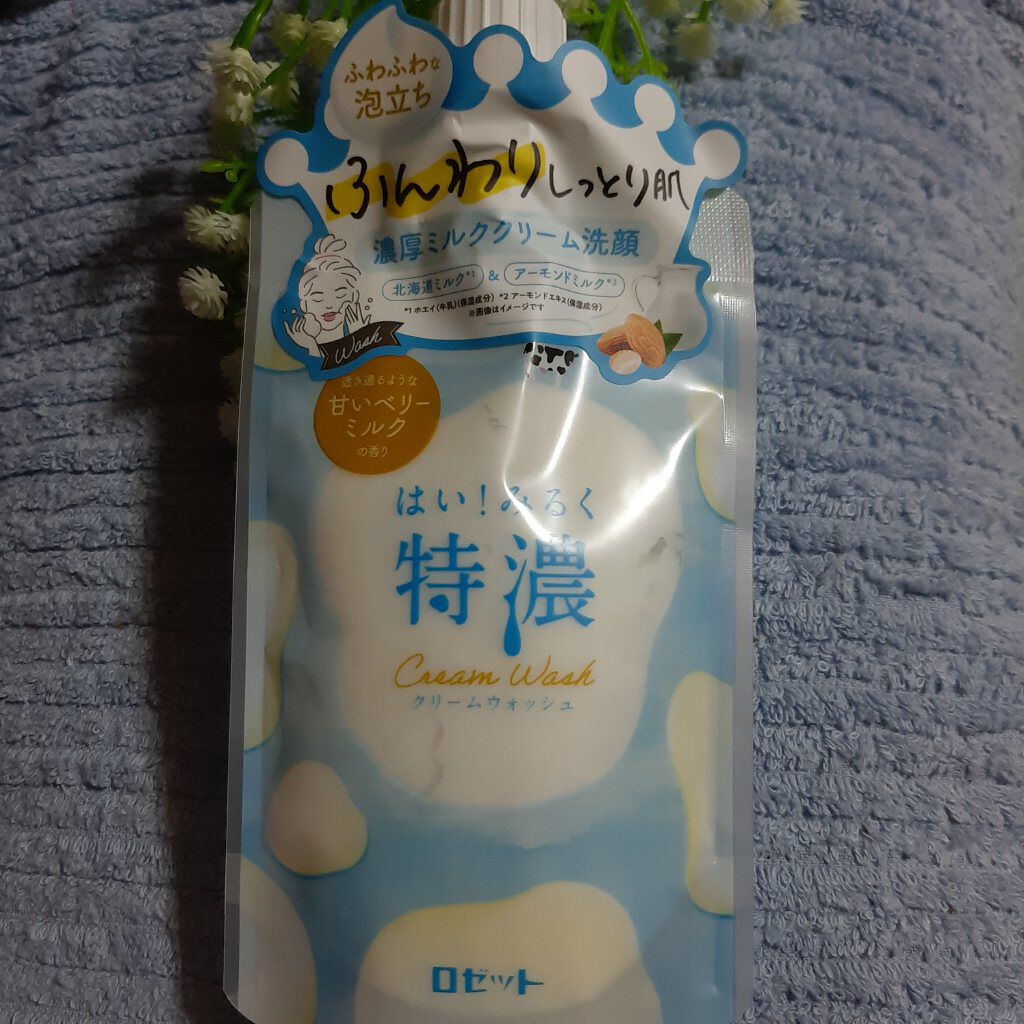 ふわふわな
泡立ち
ふんわりしっとり肌
濃厚ミルククリーム洗顔
北海道ミルク*1 & アーモンドミルク*2
*1 ホエイ(牛乳)(保湿成分) *2 アーモンドエキス(保湿成分)
※画像はイメージです
Wash
透き通るような
甘いベリー
ミルク
の香り
はい!みるく
特濃
Cream Wash
クリームウォッシュ
ロゼット